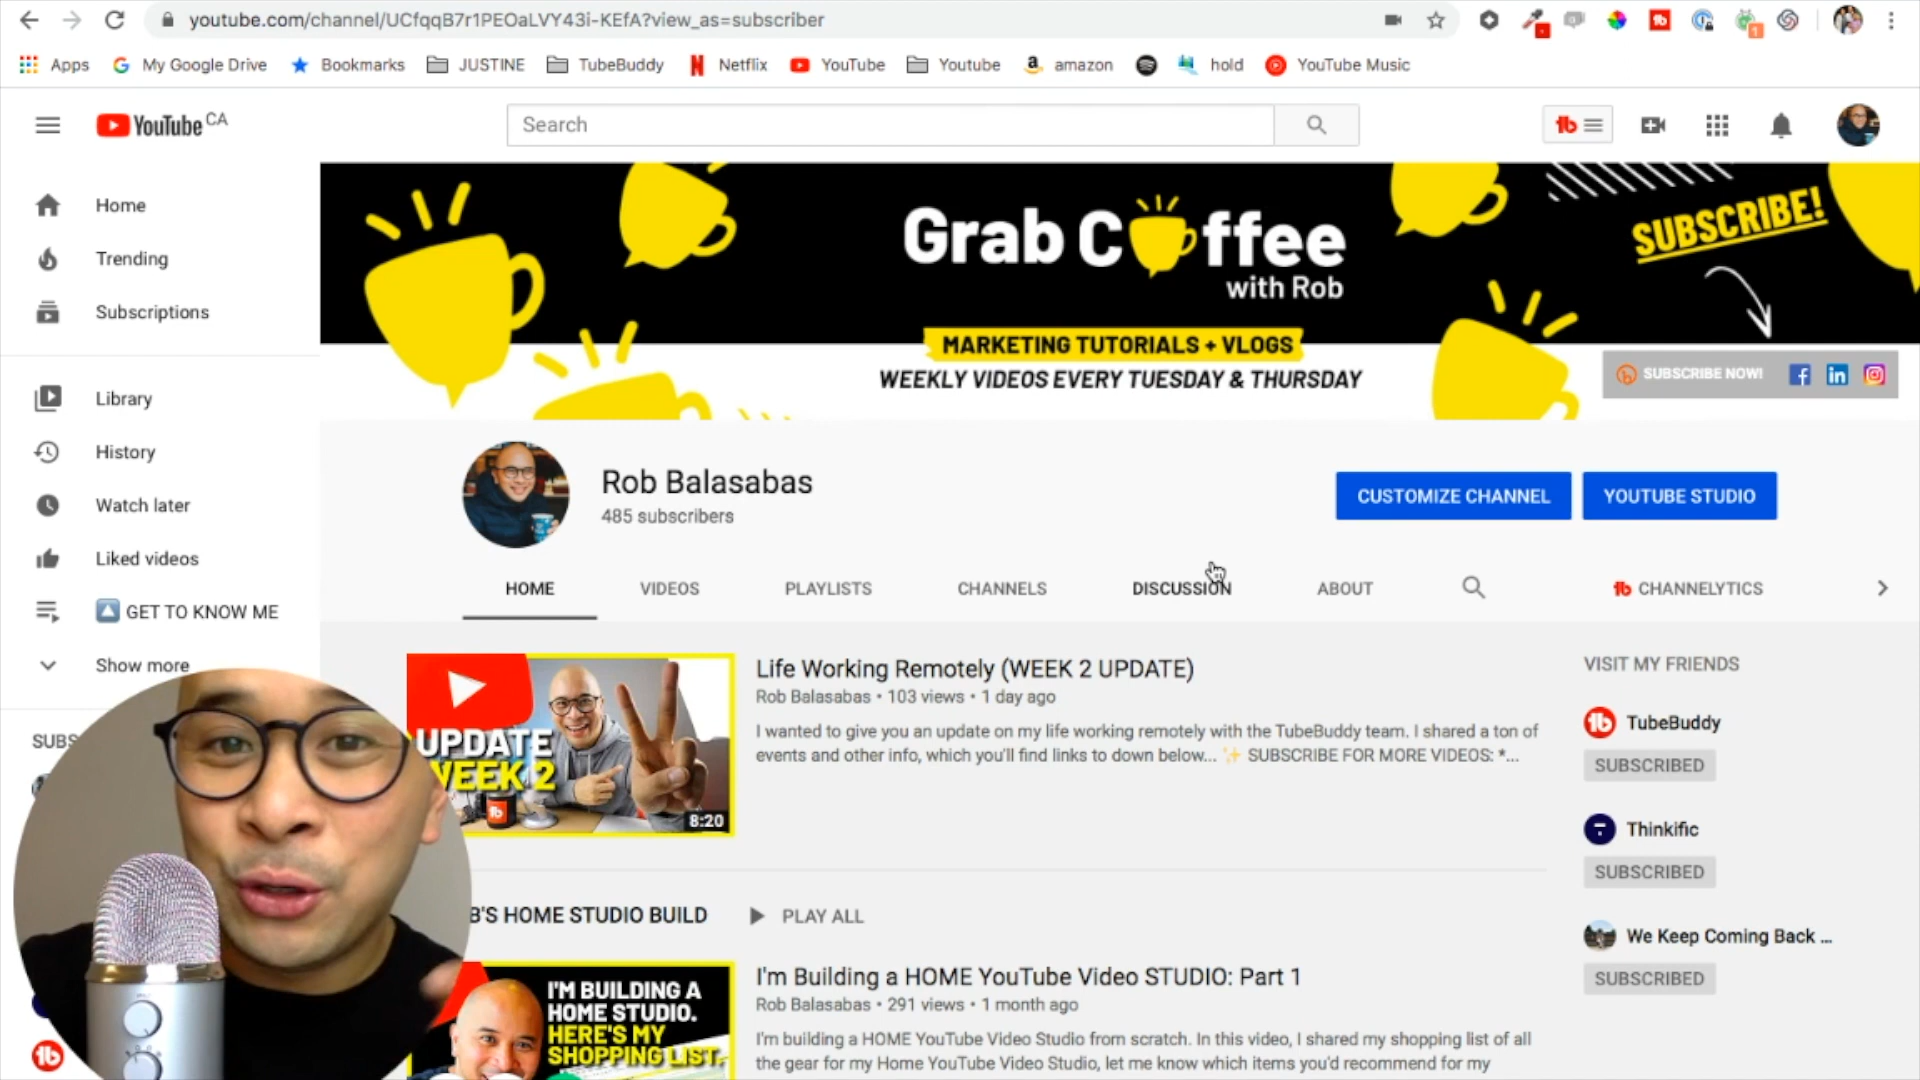 youtube.com/channel/UCfqqB7r1PEOaLVY43i-KEfA?view_as=subscriber
Apps My Google Drive Bookmarks JUSTINE TubeBuddy Netflix YouTube Youtube amazon hold YouTube Music
YouTube CA
Search
Home
Trending
Subscriptions
Library
History
Watch later
Liked videos
GET TO KNOW ME
Show more
SUBS
Grab Coffee
with Rob
MARKETING TUTORIALS + VLOGS
WEEKLY VIDEOS EVERY TUESDAY & THURSDAY
SUBSCRIBE!
SUBSCRIBE NOW!
Rob Balasabas
485 subscribers
CUSTOMIZE CHANNEL YOUTUBE STUDIO
HOME VIDEOS PLAYLISTS CHANNELS DISCUSSION ABOUT CHANNELYTICS
UPDATE
WEEK 2
8:20
Life Working Remotely (WEEK 2 UPDATE)
Rob Balasabas • 103 views • 1 day ago
I wanted to give you an update on my life working remotely with the TubeBuddy team. I shared a ton of
events and other info, which you'll find links to down below... ✨ SUBSCRIBE FOR MORE VIDEOS: *...
B'S HOME STUDIO BUILD PLAY ALL
I'M BUILDING A
HOME STUDIO.
HERE'S MY
SHOPPING LIST.
I'm Building a HOME YouTube Video STUDIO: Part 1
Rob Balasabas • 291 views • 1 month ago
I'm building a HOME YouTube Video Studio from scratch. In this video, I shared my shopping list of all
the gear for my Home YouTube Video Studio, let me know which items you'd recommend for my
VISIT MY FRIENDS
TubeBuddy
SUBSCRIBED
Thinkific
SUBSCRIBED
We Keep Coming Back ...
SUBSCRIBED